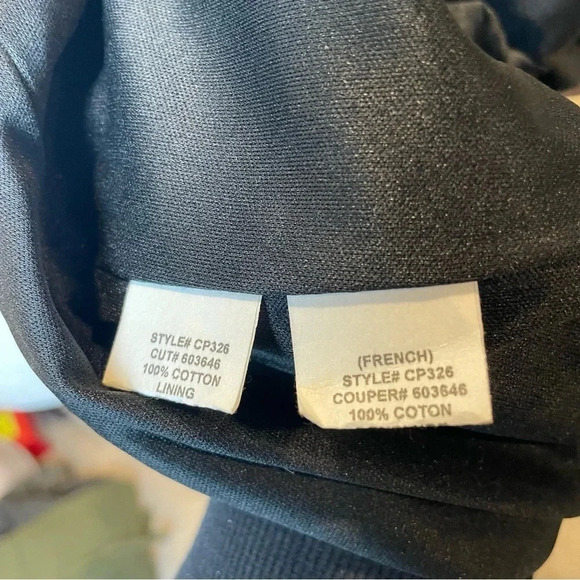 STYLE# CP326
CUT# 603646
100% COTTON
LINING
(FRENCH)
STYLE# CP326
COUPER# 603646
100% COTON